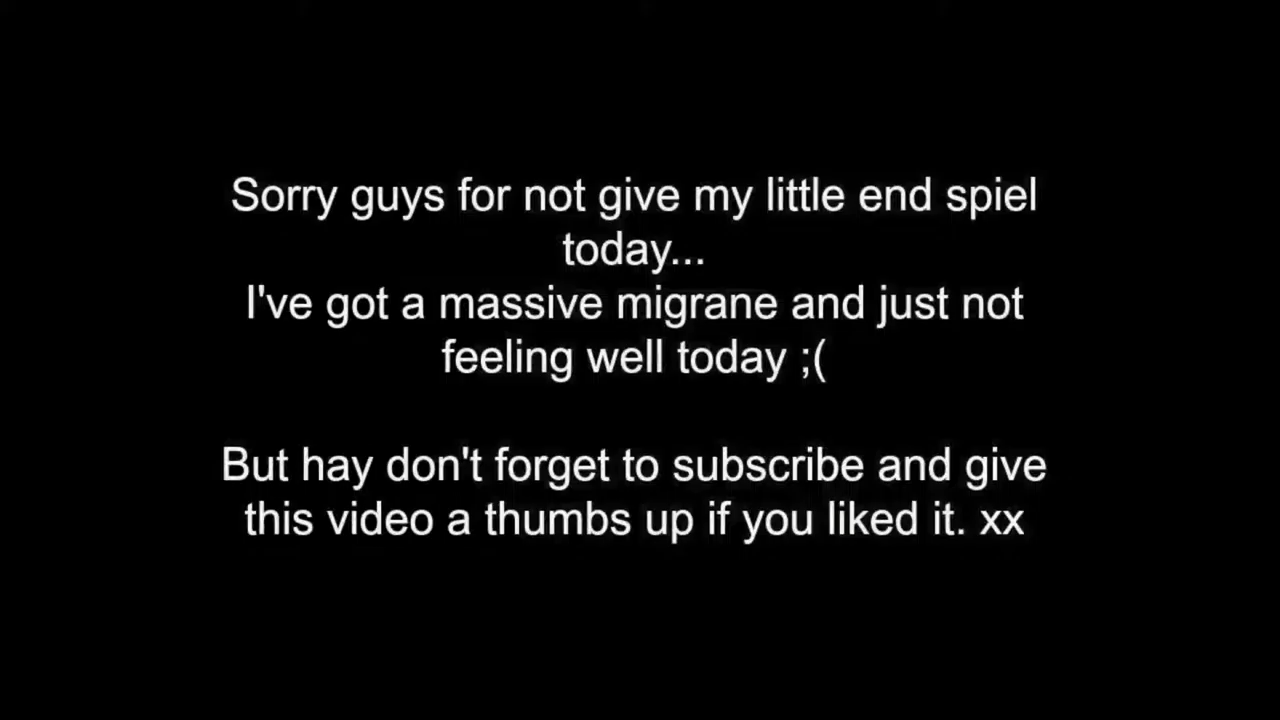 Sorry guys for not give my little end spiel
today...
I've got a massive migrane and just not
feeling well today ;(
But hay don't forget to subscribe and give
this video a thumbs up if you liked it. xx